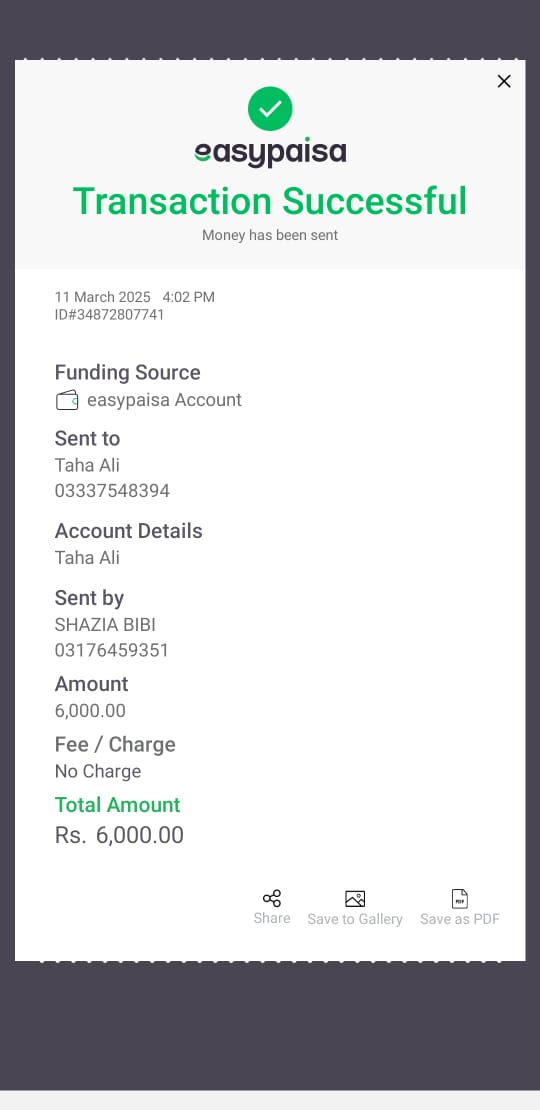 easypaisa
Transaction Successful
Money has been sent
11 March 2025 4:02 PM
ID#34872807741
Funding Source
easypaisa Account
Sent to
Taha Ali
03337548394
Account Details
Taha Ali
Sent by
SHAZIA BIBI
03176459351
Amount
6,000.00
Fee / Charge
No Charge
Total Amount
Rs. 6,000.00
PDF
Share Save to Gallery Save as PDF